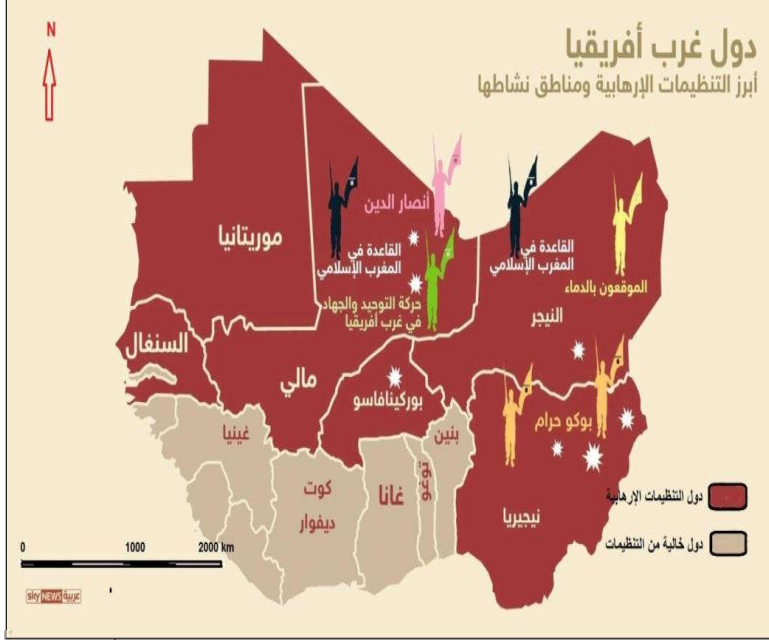 دول غرب أفريقيا
أبرز التنظيمات الإرهابية ومناطق نشاطها
N
أنصار الدين
موريتانيا
القاعدة في
المغرب الإسلامي
القاعدة في
المغرب الإسلامي
الموقعون بالدماء
حركة التوحيد والجهاد
في غرب أفريقيا
النيجر
السنغال
مالي
بوركينافاسو
بوكو حرام
غينيا
بنين
توغو
غانا
كوت
ديفوار
نيجيريا
دول التنظيمات الإرهابية
دول خالية من التنظيمات
0 1000 2000 km
sky NEWS عربية